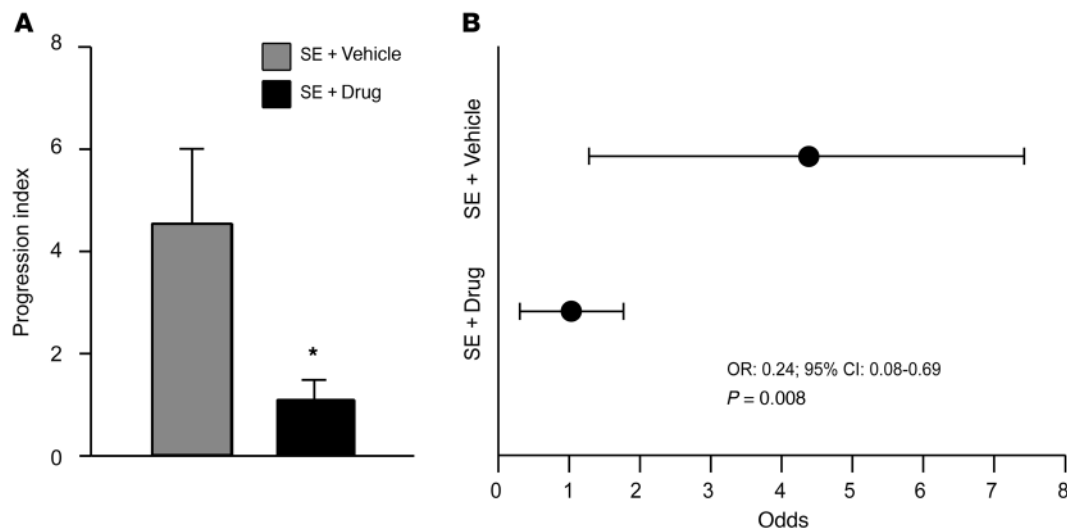 A
8
6
4
2
0
Progression index
SE + Vehicle
SE + Drug
*
B
SE + Vehicle
SE + Drug
OR: 0.24; 95% CI: 0.08-0.69
P = 0.008
0 1 2 3 4 5 6 7 8
Odds